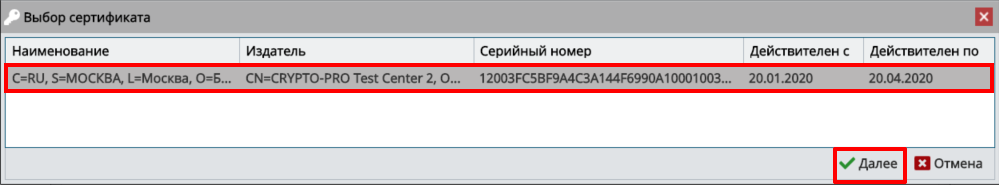 Выбор сертификата
Наименование Издатель Серийный номер Действителен с Действителен по
C=RU, S=МОСКВА, L=Москва, O=Б... CN=CRYPTO-PRO Test Center 2, O... 12003FC5BF9A4C3A144F6990A10001003... 20.01.2020 20.04.2020
Далее Отмена